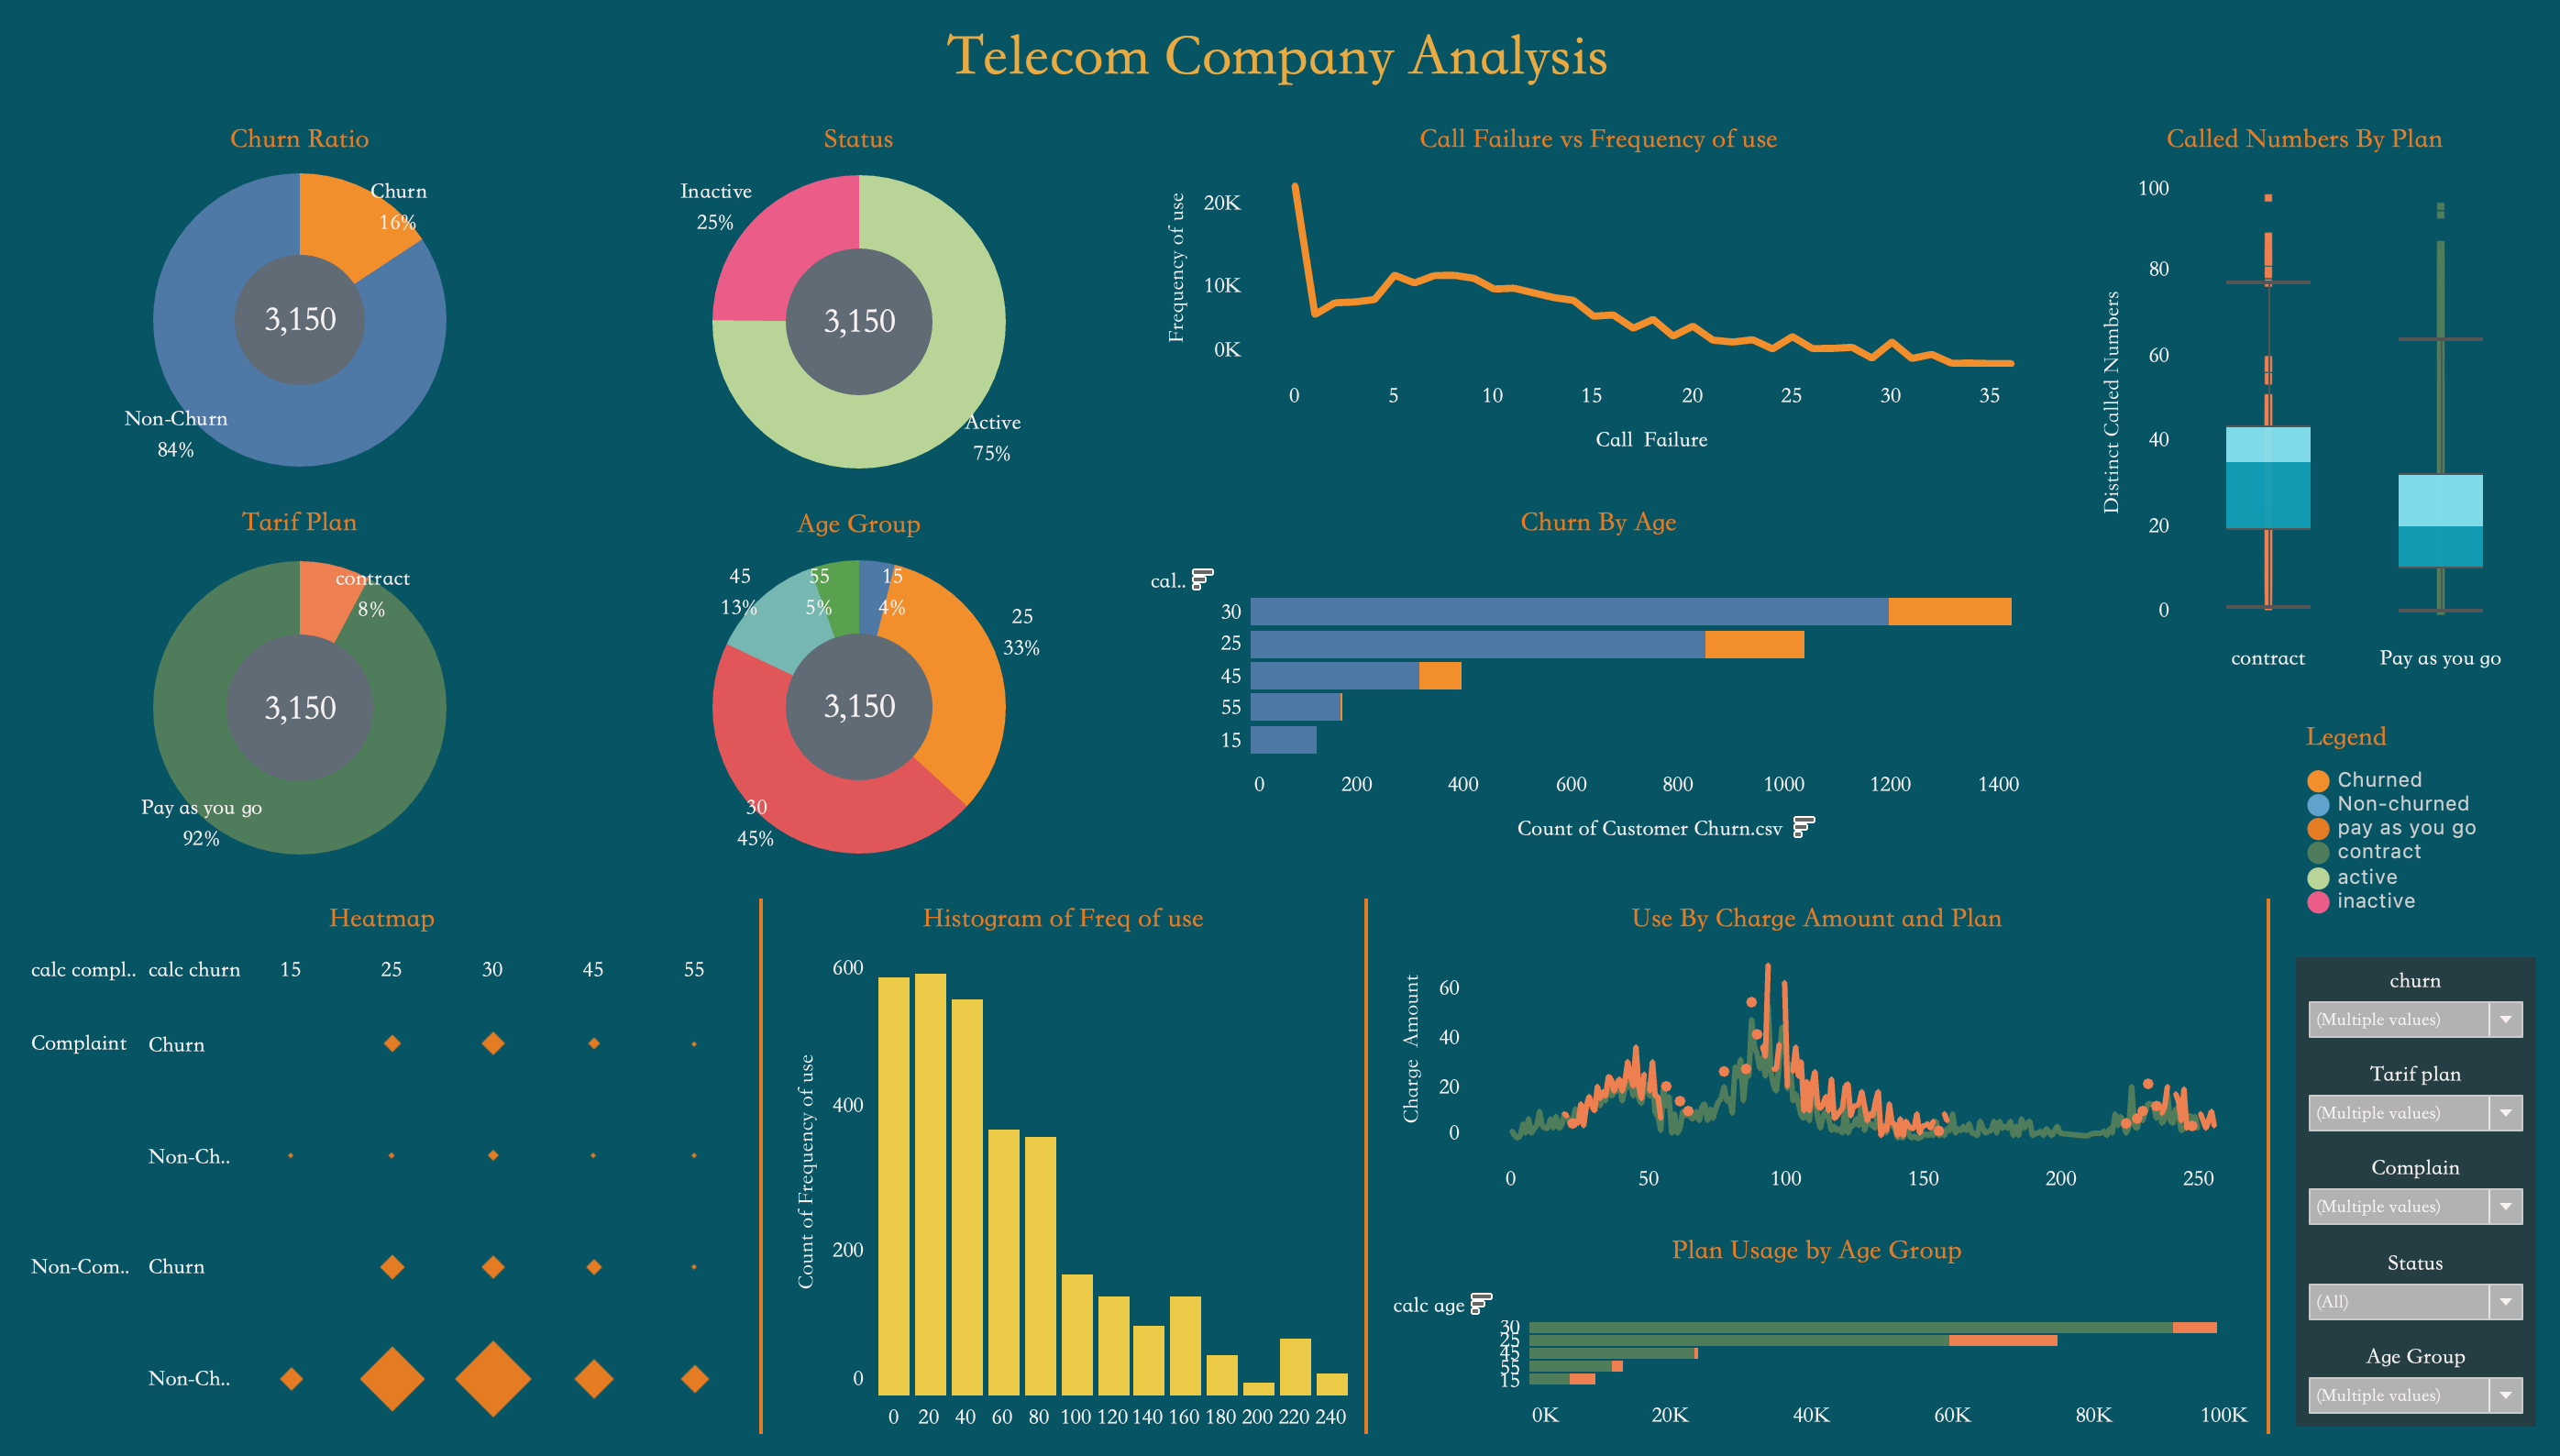 Telecom Company Analysis
Churn Ratio
Churn
16%
3,150
Non-Churn
84%
Status
Inactive
25%
3,150
Active
75%
Call Failure vs Frequency of use
Frequency of use
20K
10K
0K
0 5 10 15 20 25 30 35
Call Failure
Called Numbers By Plan
Distinct Called Numbers
100
80
60
40
20
0
contract Pay as you go
Tarif Plan
contract
8%
3,150
Pay as you go
92%
Age Group
45
13%
55
5%
15
4%
25
33%
3,150
30
45%
Churn By Age
cal..
30
25
45
55
15
0 200 400 600 800 1000 1200 1400
Count of Customer Churn.csv
Legend
Churned
Non-churned
pay as you go
contract
active
inactive
Heatmap
calc compl.. calc churn 15 25 30 45 55
Complaint Churn
Non-Ch..
Non-Com.. Churn
Non-Ch..
Histogram of Freq of use
Count of Frequency of use
600
400
200
0
0 20 40 60 80 100 120 140 160 180 200 220 240
Use By Charge Amount and Plan
Charge Amount
60
40
20
0
0 50 100 150 200 250
Plan Usage by Age Group
calc age
30
25
45
55
15
0K 20K 40K 60K 80K 100K
churn
(Multiple values)
Tarif plan
(Multiple values)
Complain
(Multiple values)
Status
(All)
Age Group
(Multiple values)